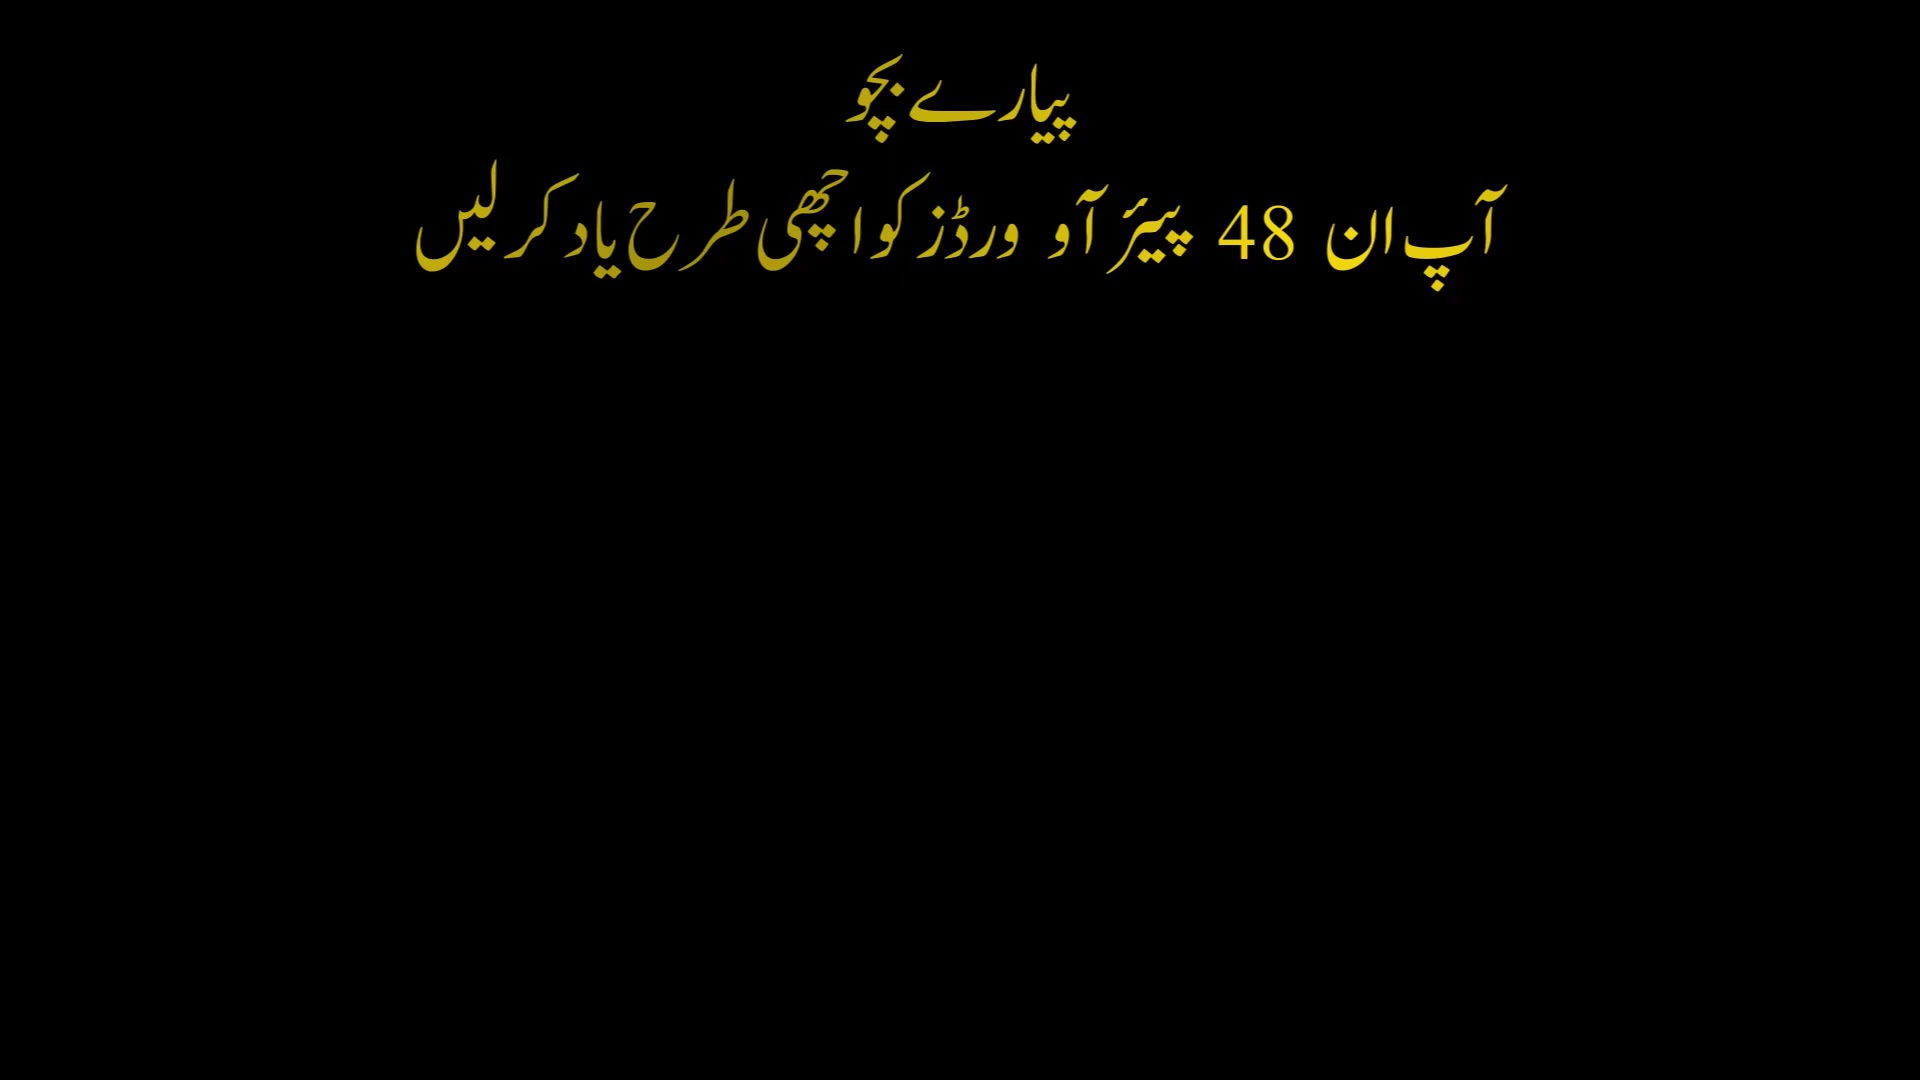 پیارے بچو
آپ ان 48 پیئر آو ورڈز کو اچھی طرح یاد کر لیں